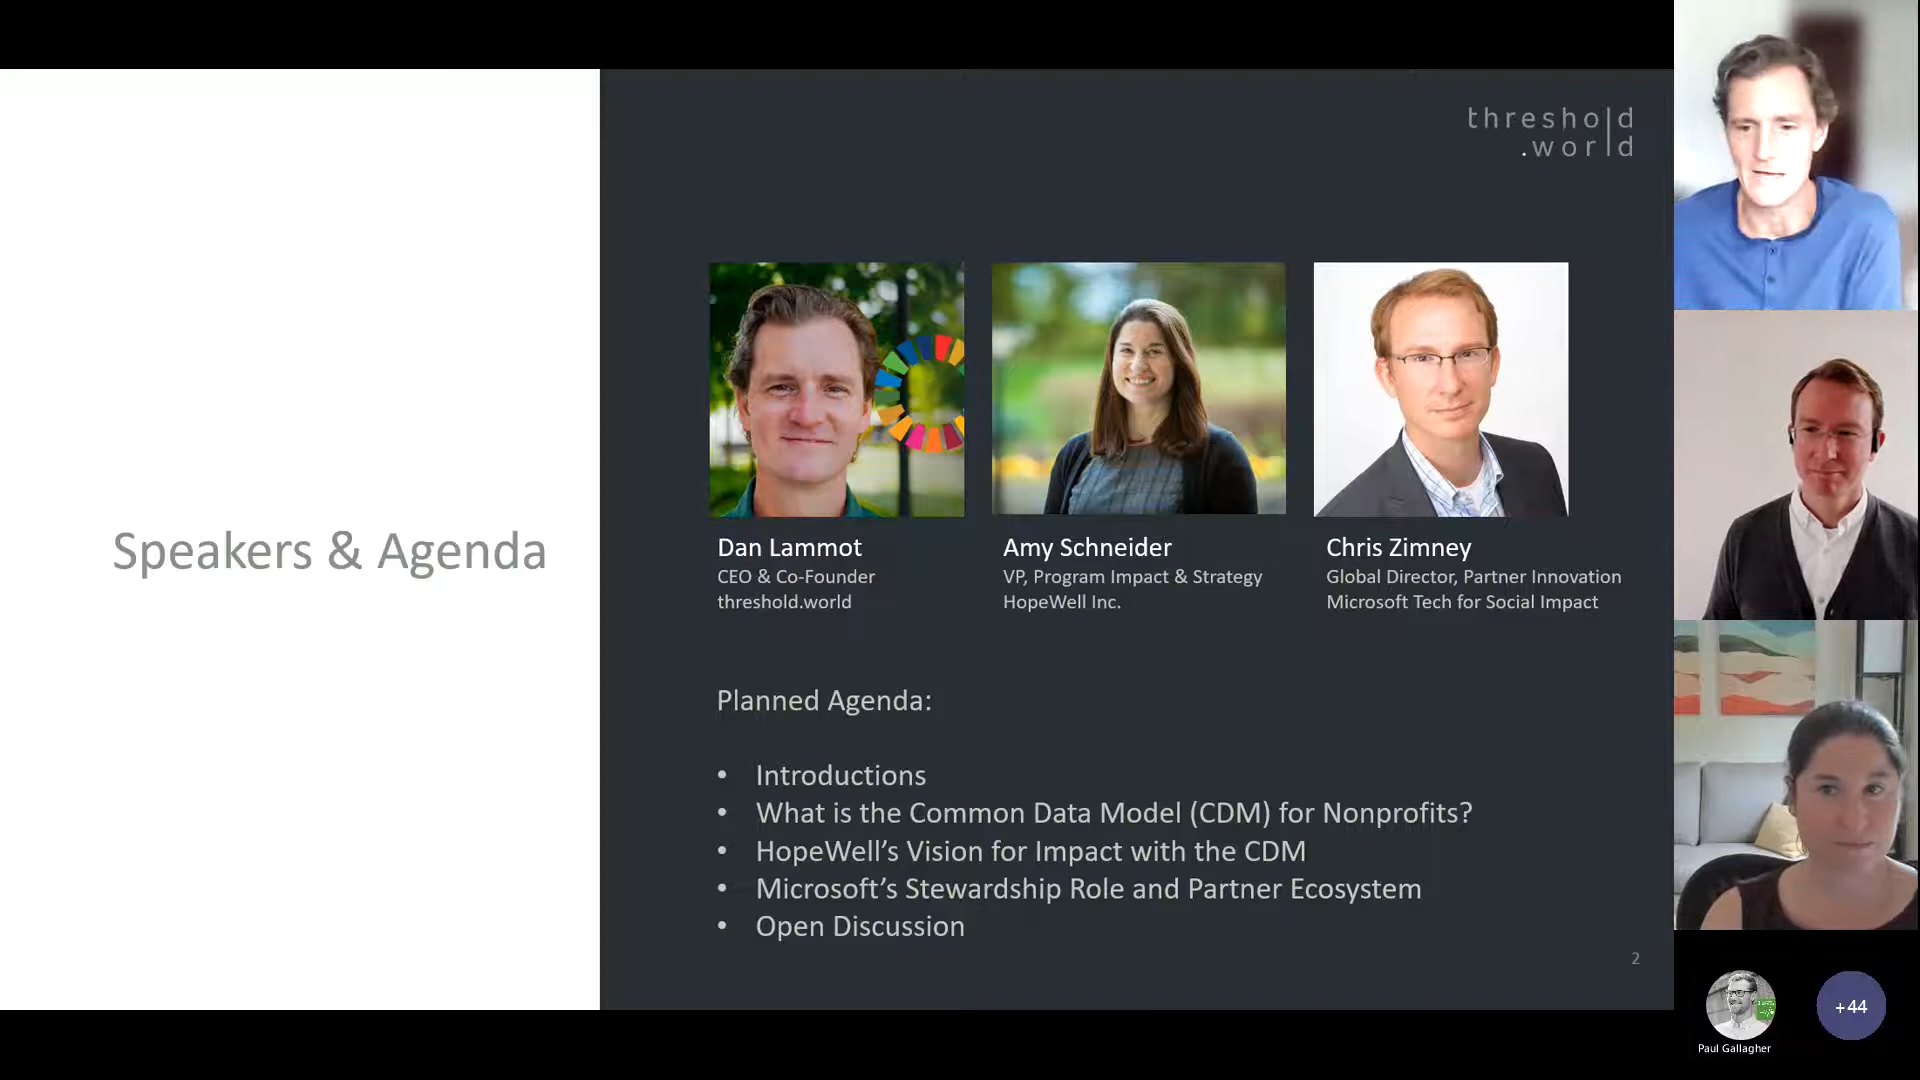 threshold
.world
Speakers & Agenda
Dan Lammot
CEO & Co-Founder
threshold.world
Amy Schneider
VP, Program Impact & Strategy
HopeWell Inc.
Chris Zimney
Global Director, Partner Innovation
Microsoft Tech for Social Impact
Planned Agenda:
• Introductions
• What is the Common Data Model (CDM) for Nonprofits?
• HopeWell’s Vision for Impact with the CDM
• Microsoft’s Stewardship Role and Partner Ecosystem
• Open Discussion
2
Paul Gallagher
+44